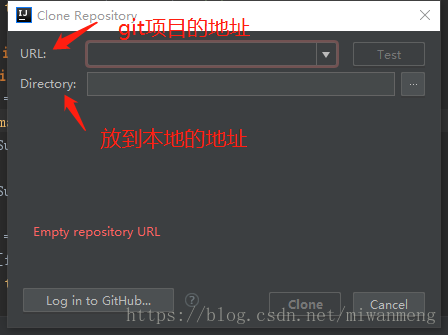 Clone Repository
git项目的地址
URL:
Test
Directory:
...
放到本地的地址
Empty repository URL
Log in to GitHub...
?
Clone
Cancel
https://blog.csdn.net/miwanmeng